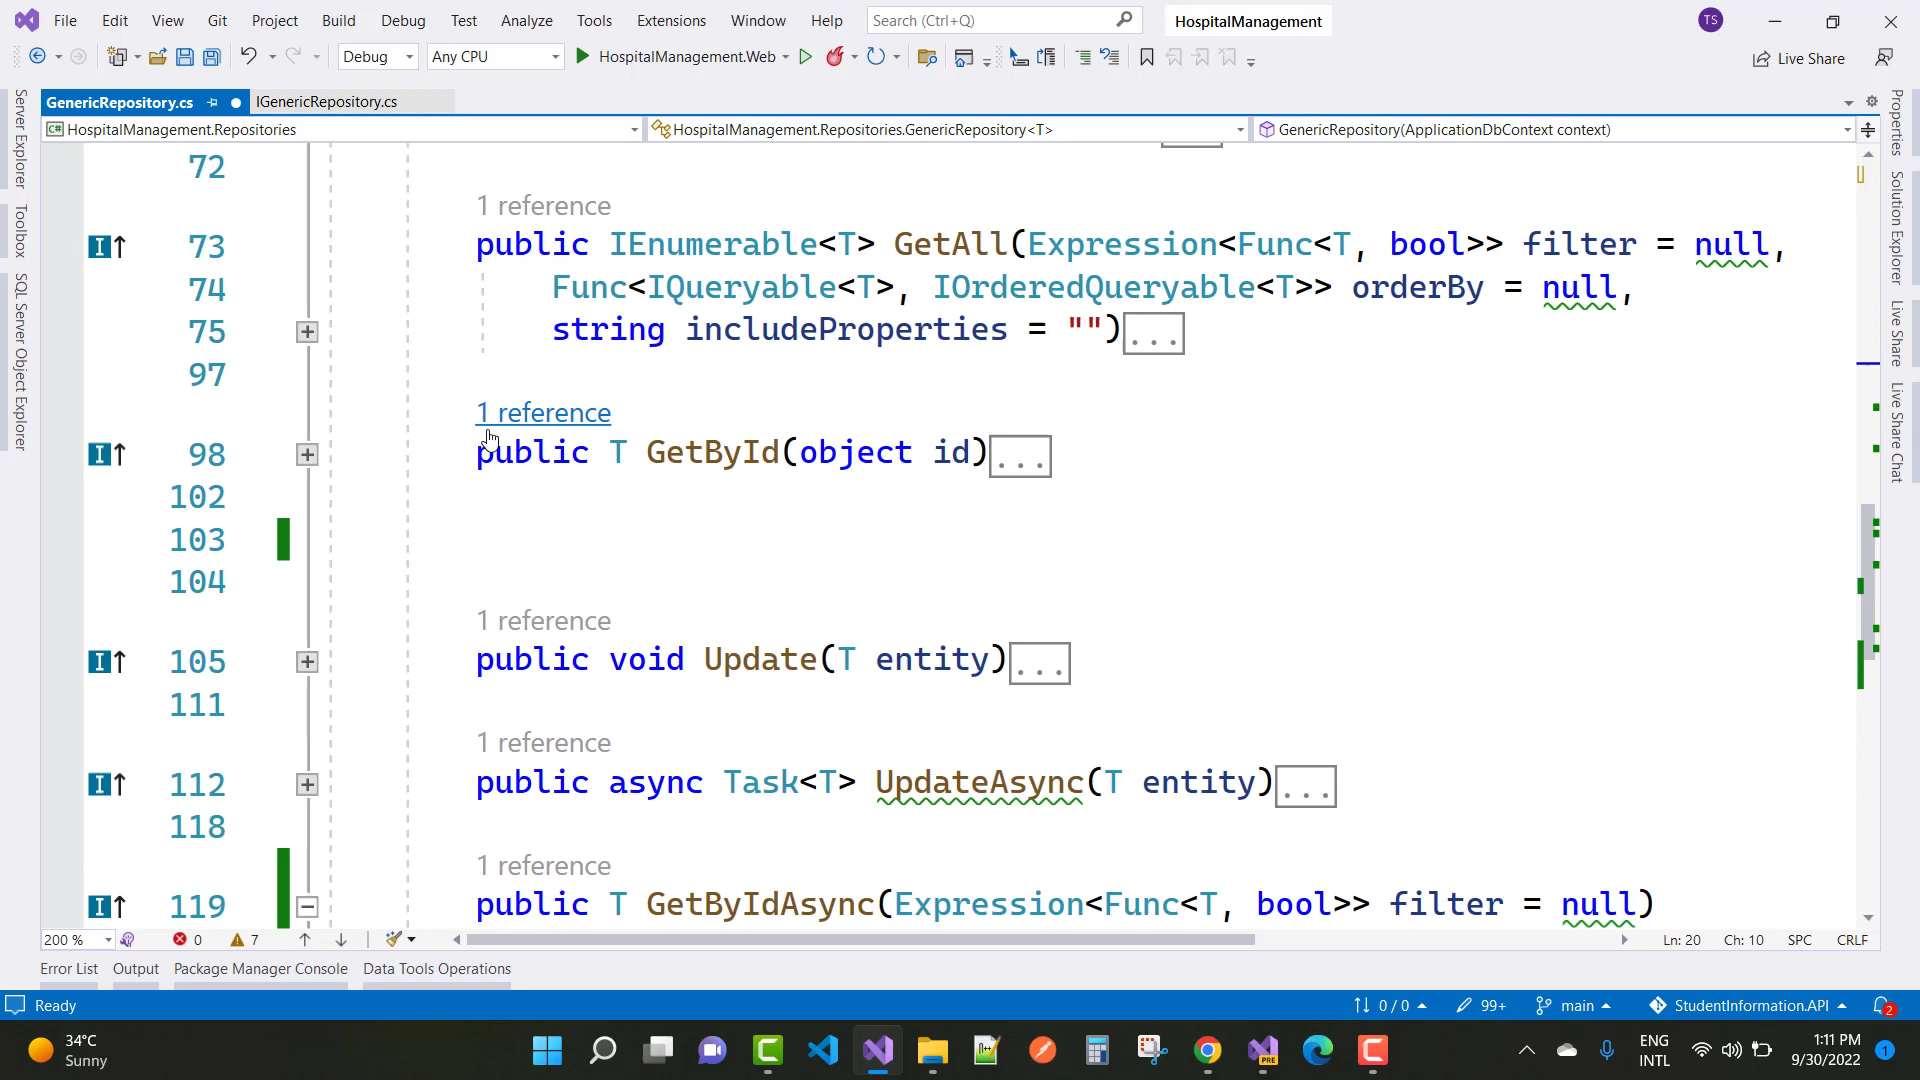 File Edit View Git Project Build Debug Test Analyze Tools Extensions Window Help Search (Ctrl+Q) HospitalManagement TS
Debug Any CPU HospitalManagement.Web Live Share
GenericRepository.cs IGenericRepository.cs
C# HospitalManagement.Repositories HospitalManagement.Repositories.GenericRepository<T> GenericRepository(ApplicationDbContext context)
Server Explorer
Toolbox
SQL Server Object Explorer
Properties
Solution Explorer
Live Share
Live Share Chat
72
1 reference
73 public IEnumerable<T> GetAll(Expression<Func<T, bool>> filter = null,
74 Func<IQueryable<T>, IOrderedQueryable<T>> orderBy = null,
75 string includeProperties = "")...
97
1 reference
98 public T GetById(object id)...
102
103
104
1 reference
105 public void Update(T entity)...
111
1 reference
112 public async Task<T> UpdateAsync(T entity)...
118
1 reference
119 public T GetByIdAsync(Expression<Func<T, bool>> filter = null)
200 % 0 7 Ln: 20 Ch: 10 SPC CRLF
Error List Output Package Manager Console Data Tools Operations
Ready 0 / 0 99+ main StudentInformation.API 2
34°C
Sunny
PRE
ENG
INTL
1:11 PM
9/30/2022
1